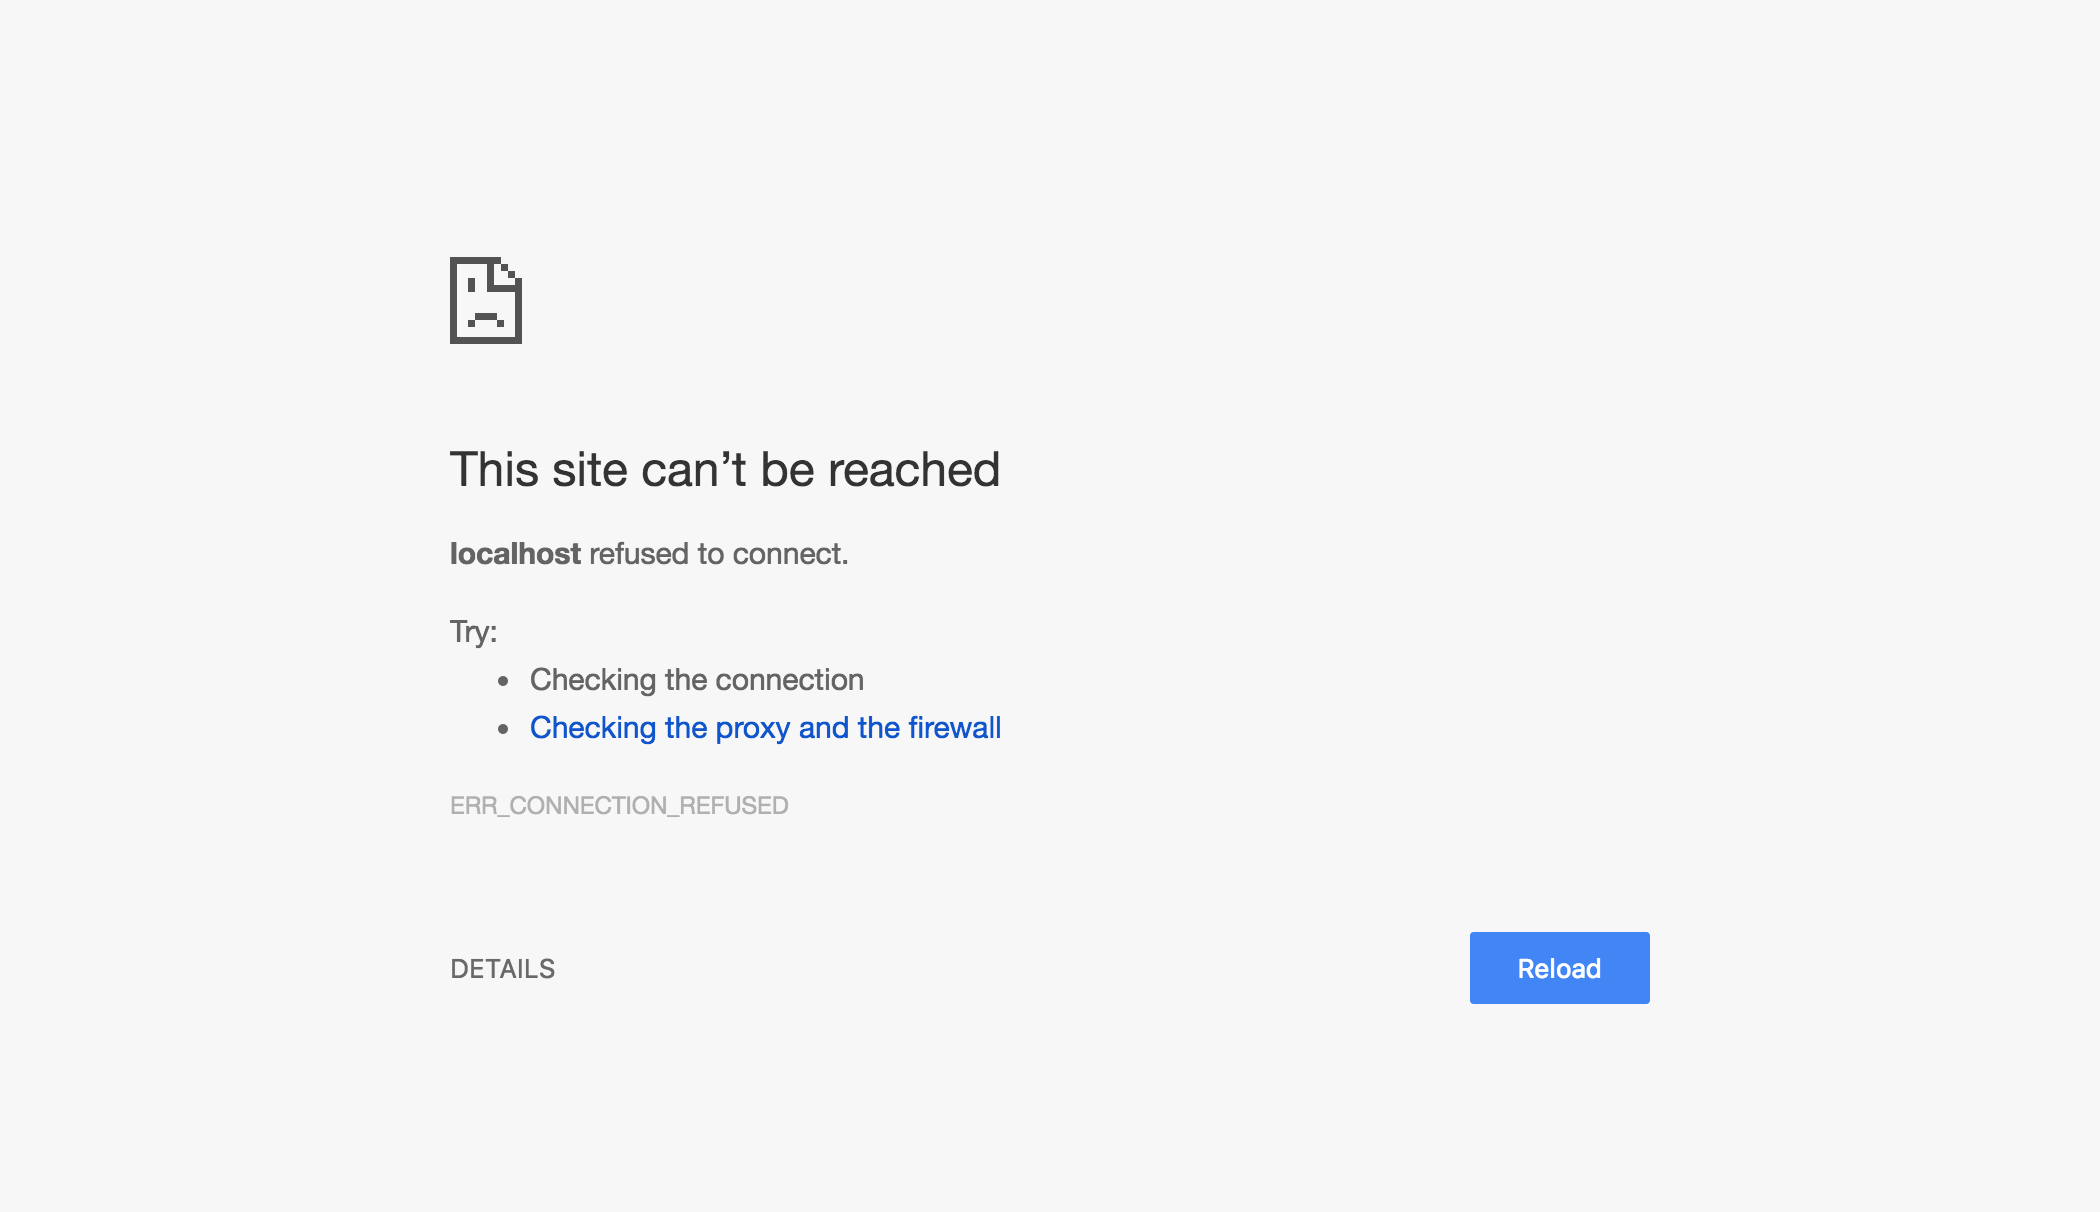 This site can’t be reached
localhost refused to connect.
Try:
• Checking the connection
• Checking the proxy and the firewall
ERR_CONNECTION_REFUSED
DETAILS
Reload